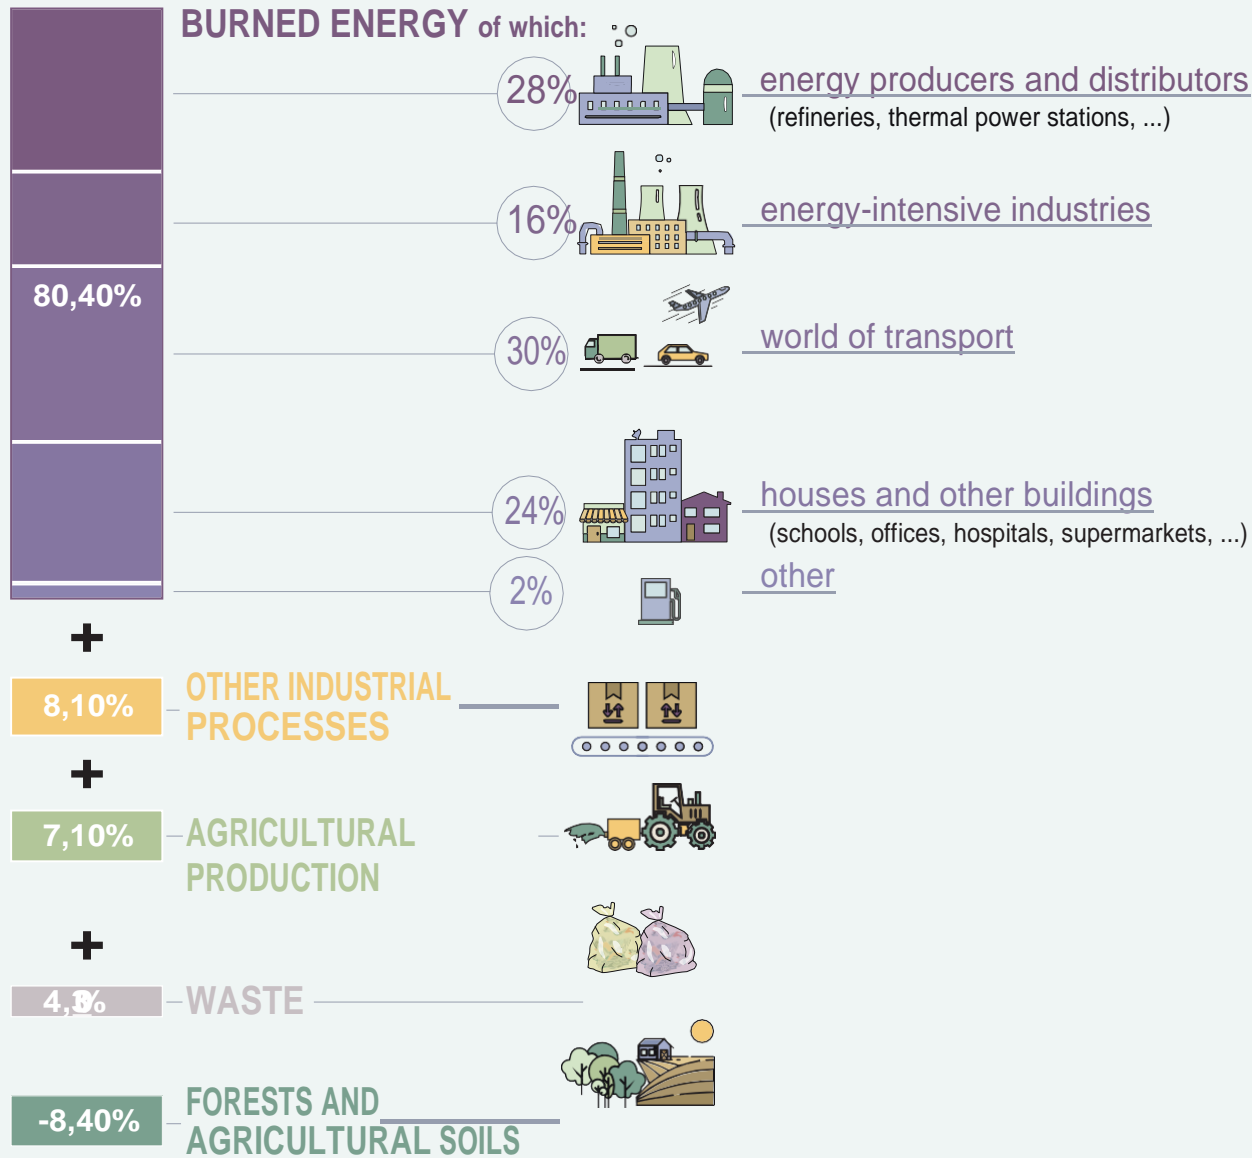 BURNED ENERGY of which:
28%
energy producers and distributors
(refineries, thermal power stations, ...)
16%
energy-intensive industries
80,40%
30%
world of transport
24%
houses and other buildings
(schools, offices, hospitals, supermarkets, ...)
2%
other
+
8,10%
OTHER INDUSTRIAL
PROCESSES
+
7,10%
AGRICULTURAL
PRODUCTION
+
WASTE
-8,40%
FORESTS AND
AGRICULTURAL SOILS